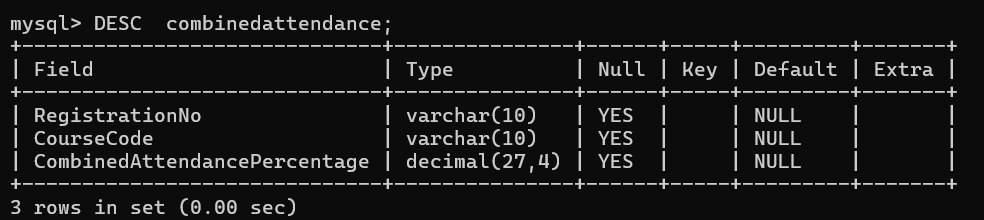 mysql> DESC  combinedattendance;
+------------------------------+---------------+------+-----+---------+-------+
| Field                        | Type          | Null | Key | Default | Extra |
+------------------------------+---------------+------+-----+---------+-------+
| RegistrationNo               | varchar(10)   | YES  |     | NULL    |       |
| CourseCode                   | varchar(10)   | YES  |     | NULL    |       |
| CombinedAttendancePercentage | decimal(27,4) | YES  |     | NULL    |       |
+------------------------------+---------------+------+-----+---------+-------+
3 rows in set (0.00 sec)